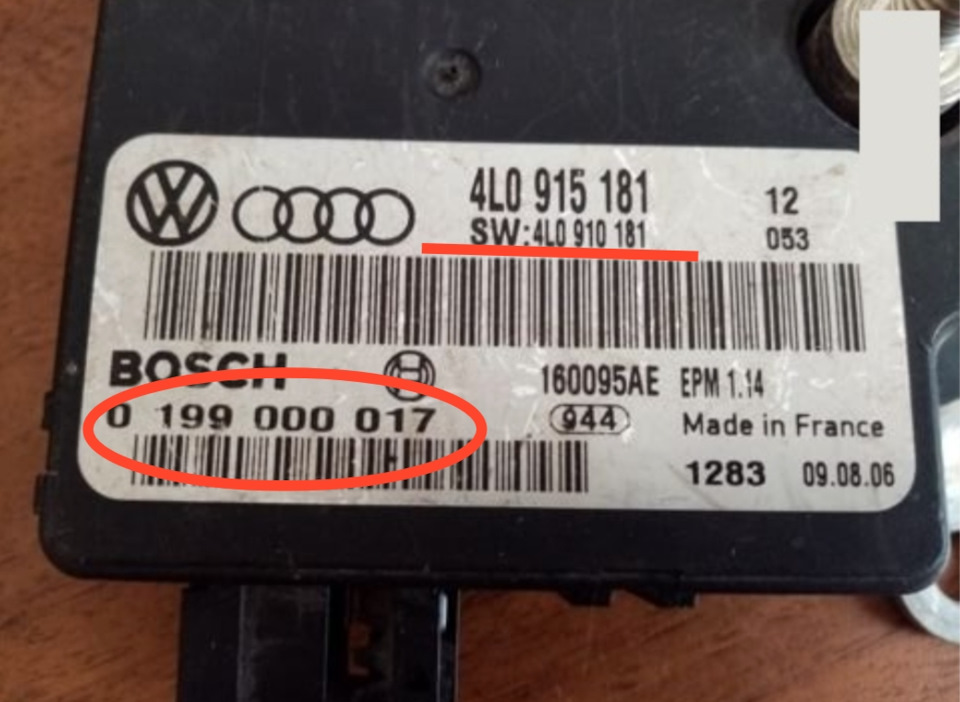 4L0 915 181
SW:4L0 910 181
12
053
BOSCH
0 199 000 017
160095AE EPM 1.14
944
Made in France
1283 09.08.06